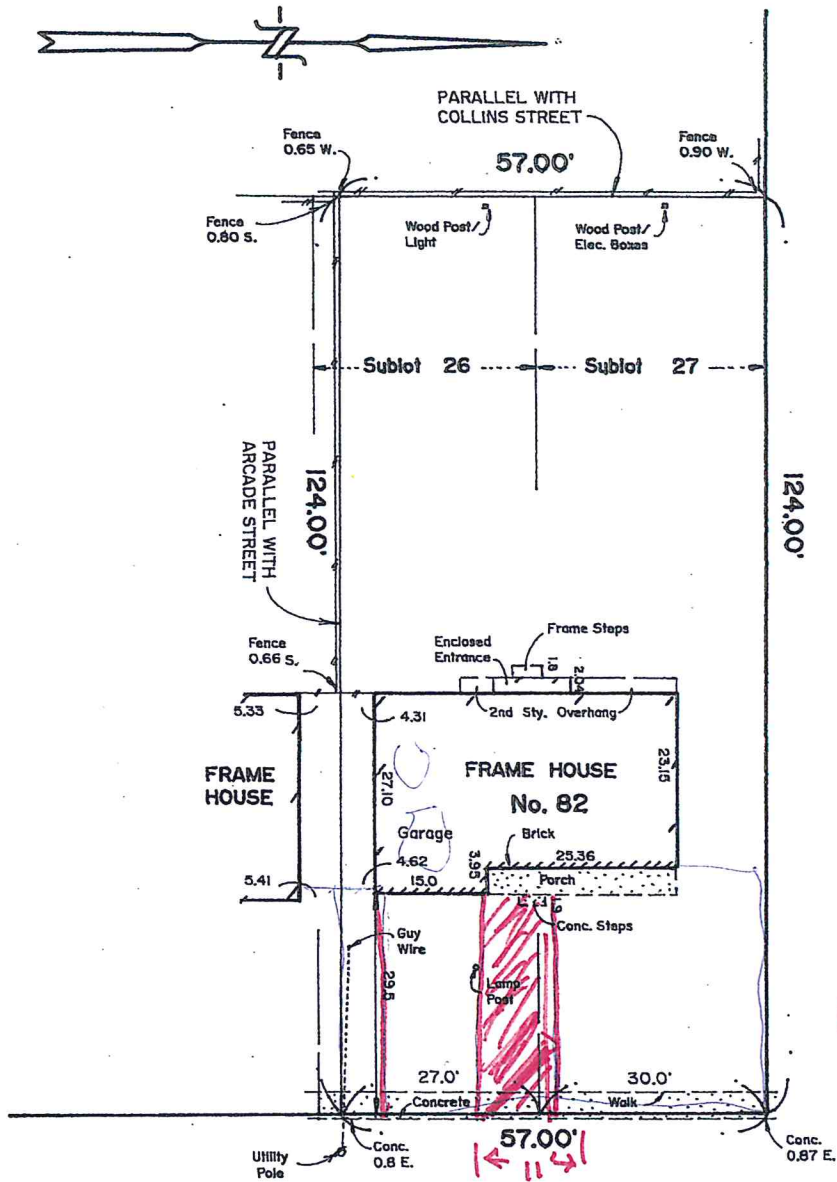 PARALLEL WITH
COLLINS STREET
Fence
0.65 W.
57.00'
Fence
0.90 W.
Fence
0.80 S.
Wood Post/
Light
Wood Post/
Elec. Boxes
Sublot 26
Sublot 27
PARALLEL WITH
ARCADE STREET
124.00'
124.00'
Fence
0.66 S.
Enclosed
Entrance
Frame Steps
1.8
2.04
2nd Sty. Overhang
5.33
4.31
FRAME
HOUSE
27.10
FRAME HOUSE
No. 82
23.15
Garage
Brick
4.62
3.95
25.36
5.41
15.0
Porch
Conc. Steps
Guy
Wire
29.5
Lamp
Post
27.0'
30.0'
Concrete
Walk
57.00'
Conc.
0.6 E.
Conc.
0.87 E.
Utility
Pole
11